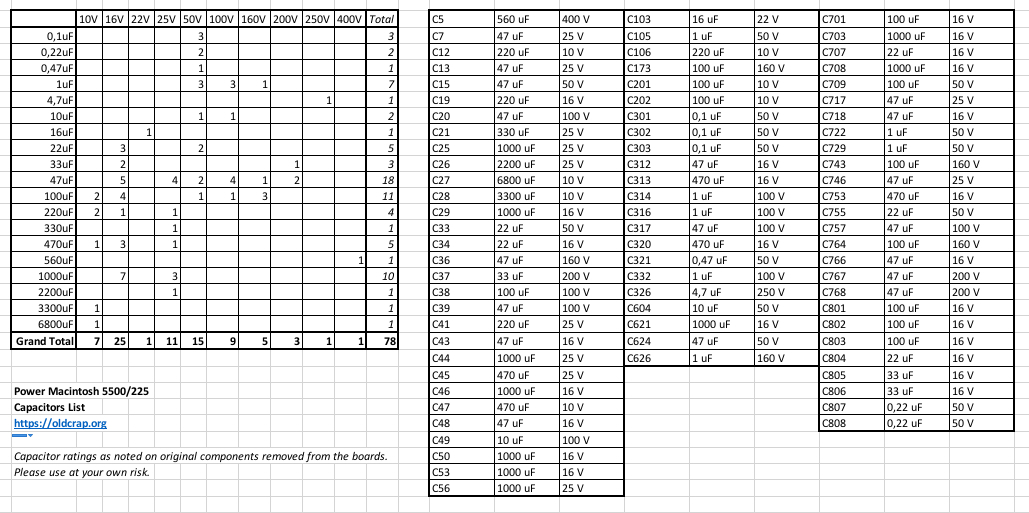 10V 16V 22V 25V 50V 100V 160V 200V 250V 400V Total
0,1uF 3 3
0,22uF 2 2
0,47uF 1 1
1uF 3 3 1 7
4,7uF 1 1
10uF 1 1 2
16uF 1 1
22uF 3 2 5
33uF 2 1 3
47uF 5 4 2 4 1 2 18
100uF 2 4 1 1 3 11
220uF 2 1 1 4
330uF 1 1
470uF 1 3 1 5
560uF 1 1
1000uF 7 3 10
2200uF 1 1
3300uF 1 1
6800uF 1 1
Grand Total 7 25 1 11 15 9 5 3 1 1 78
Power Macintosh 5500/225
Capacitors List
https://oldcrap.org
Capacitor ratings as noted on original components removed from the boards.
Please use at your own risk.
C5 560 uF 400 V
C7 47 uF 25 V
C12 220 uF 10 V
C13 47 uF 25 V
C15 47 uF 50 V
C19 220 uF 16 V
C20 47 uF 100 V
C21 330 uF 25 V
C25 1000 uF 25 V
C26 2200 uF 25 V
C27 6800 uF 10 V
C28 3300 uF 10 V
C29 1000 uF 16 V
C33 22 uF 50 V
C34 22 uF 16 V
C36 47 uF 160 V
C37 33 uF 200 V
C38 100 uF 100 V
C39 47 uF 100 V
C41 220 uF 25 V
C43 47 uF 16 V
C44 1000 uF 25 V
C45 470 uF 25 V
C46 1000 uF 16 V
C47 470 uF 10 V
C48 47 uF 16 V
C49 10 uF 100 V
C50 1000 uF 16 V
C53 1000 uF 16 V
C56 1000 uF 25 V
C103 16 uF 22 V
C105 1 uF 50 V
C106 220 uF 10 V
C173 100 uF 160 V
C201 100 uF 10 V
C202 100 uF 10 V
C301 0,1 uF 50 V
C302 0,1 uF 50 V
C303 0,1 uF 50 V
C312 47 uF 16 V
C313 470 uF 16 V
C314 1 uF 100 V
C316 1 uF 100 V
C317 47 uF 100 V
C320 470 uF 16 V
C321 0,47 uF 50 V
C332 1 uF 100 V
C326 4,7 uF 250 V
C604 10 uF 50 V
C621 1000 uF 16 V
C624 47 uF 50 V
C626 1 uF 160 V
C701 100 uF 16 V
C703 1000 uF 16 V
C707 22 uF 16 V
C708 1000 uF 16 V
C709 100 uF 50 V
C717 47 uF 25 V
C718 47 uF 16 V
C722 1 uF 50 V
C729 1 uF 50 V
C743 100 uF 160 V
C746 47 uF 25 V
C753 470 uF 16 V
C755 22 uF 50 V
C757 47 uF 100 V
C764 100 uF 160 V
C766 47 uF 16 V
C767 47 uF 200 V
C768 47 uF 200 V
C801 100 uF 16 V
C802 100 uF 16 V
C803 100 uF 16 V
C804 22 uF 16 V
C805 33 uF 16 V
C806 33 uF 16 V
C807 0,22 uF 50 V
C808 0,22 uF 50 V